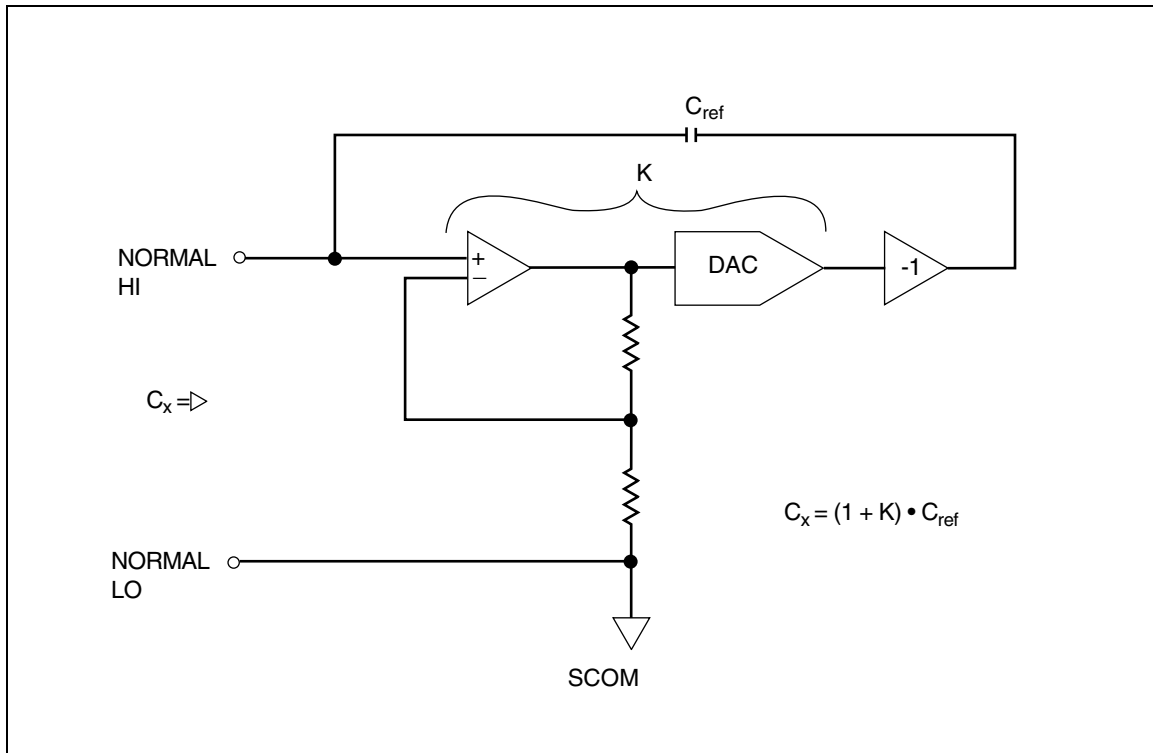 C_ref
K
NORMAL
HI
+
−
DAC
-1
C_x =▷
C_x = (1 + K) • C_ref
NORMAL
LO
SCOM